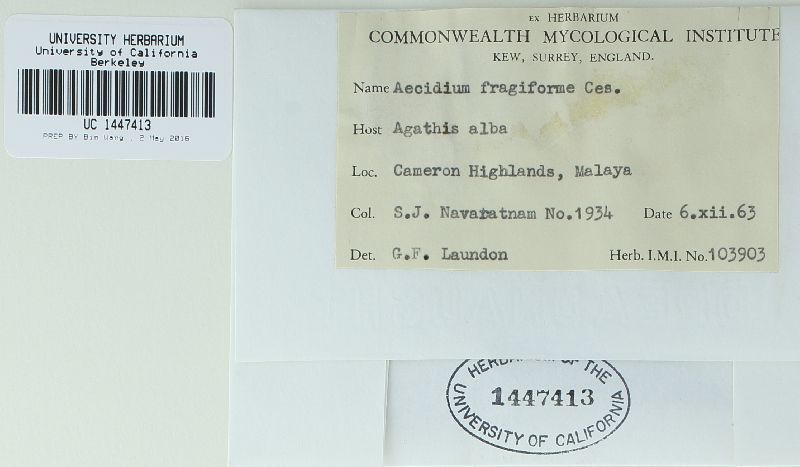 UNIVERSITY HERBARIUM
University of California
Berkeley
UC 1447413
PREP BY Bim Wang , 2 May 2016
EX HERBARIUM
COMMONWEALTH MYCOLOGICAL INSTITUTE
KEW, SURREY, ENGLAND.
Name Aecidium fragiforme Ces.
Host Agathis alba
Loc. Cameron Highlands, Malaya
Col. S.J. Navaratnam No.1934 Date 6.xii.63
Det. G.F. Laundon Herb. I.M.I. No.103903
HERBARIUM OF THE
1447413
UNIVERSITY OF CALIFORNIA